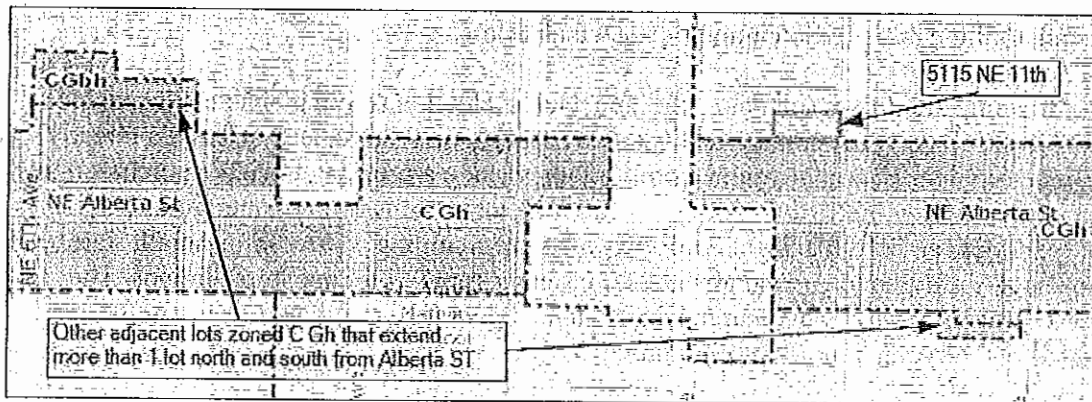 CGbh
5115 NE 11th
NE 6TH Ave
NE Alberta St
CGh
NE Alberta St
CGh
Other adjacent lots zoned C Gh that extend
more than 1 lot north and south from Alberta ST